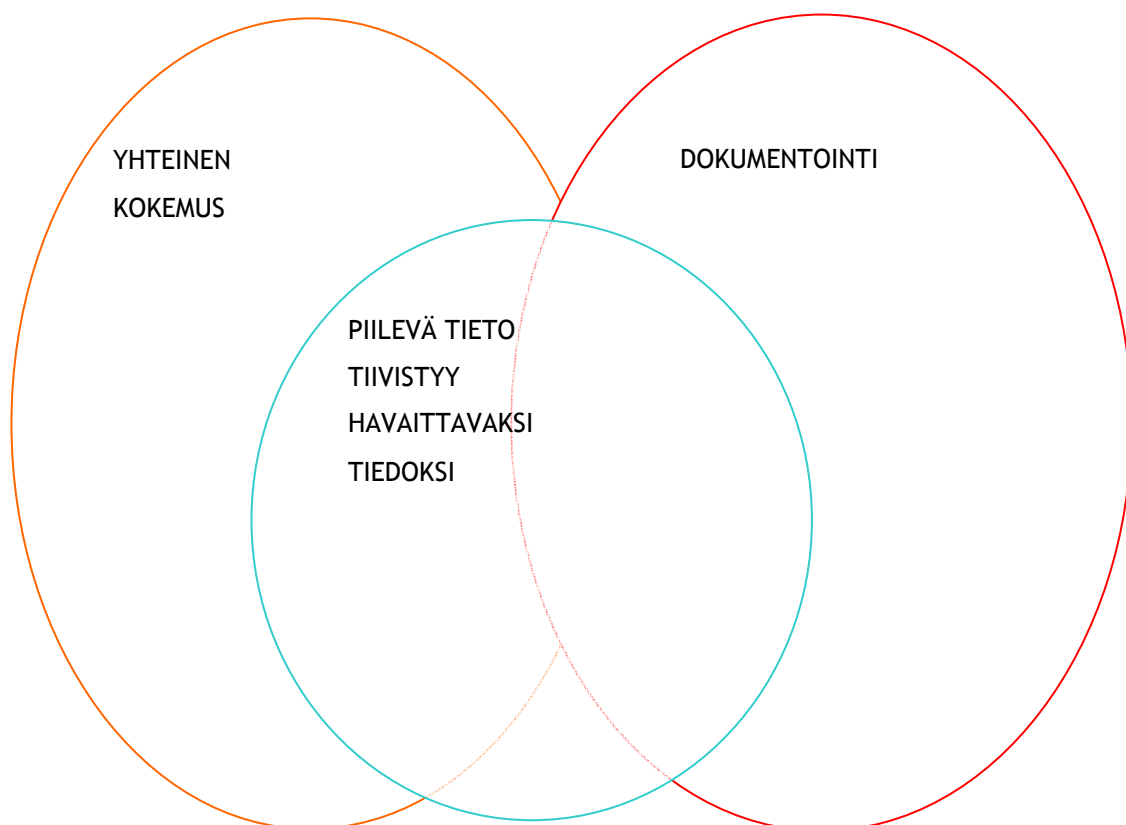 YHTEINEN
KOKEMUS
DOKUMENTOINTI
PIILEVÄ TIETO
TIIVISTYY
HAVAITTAVAKSI
TIEDOKSI